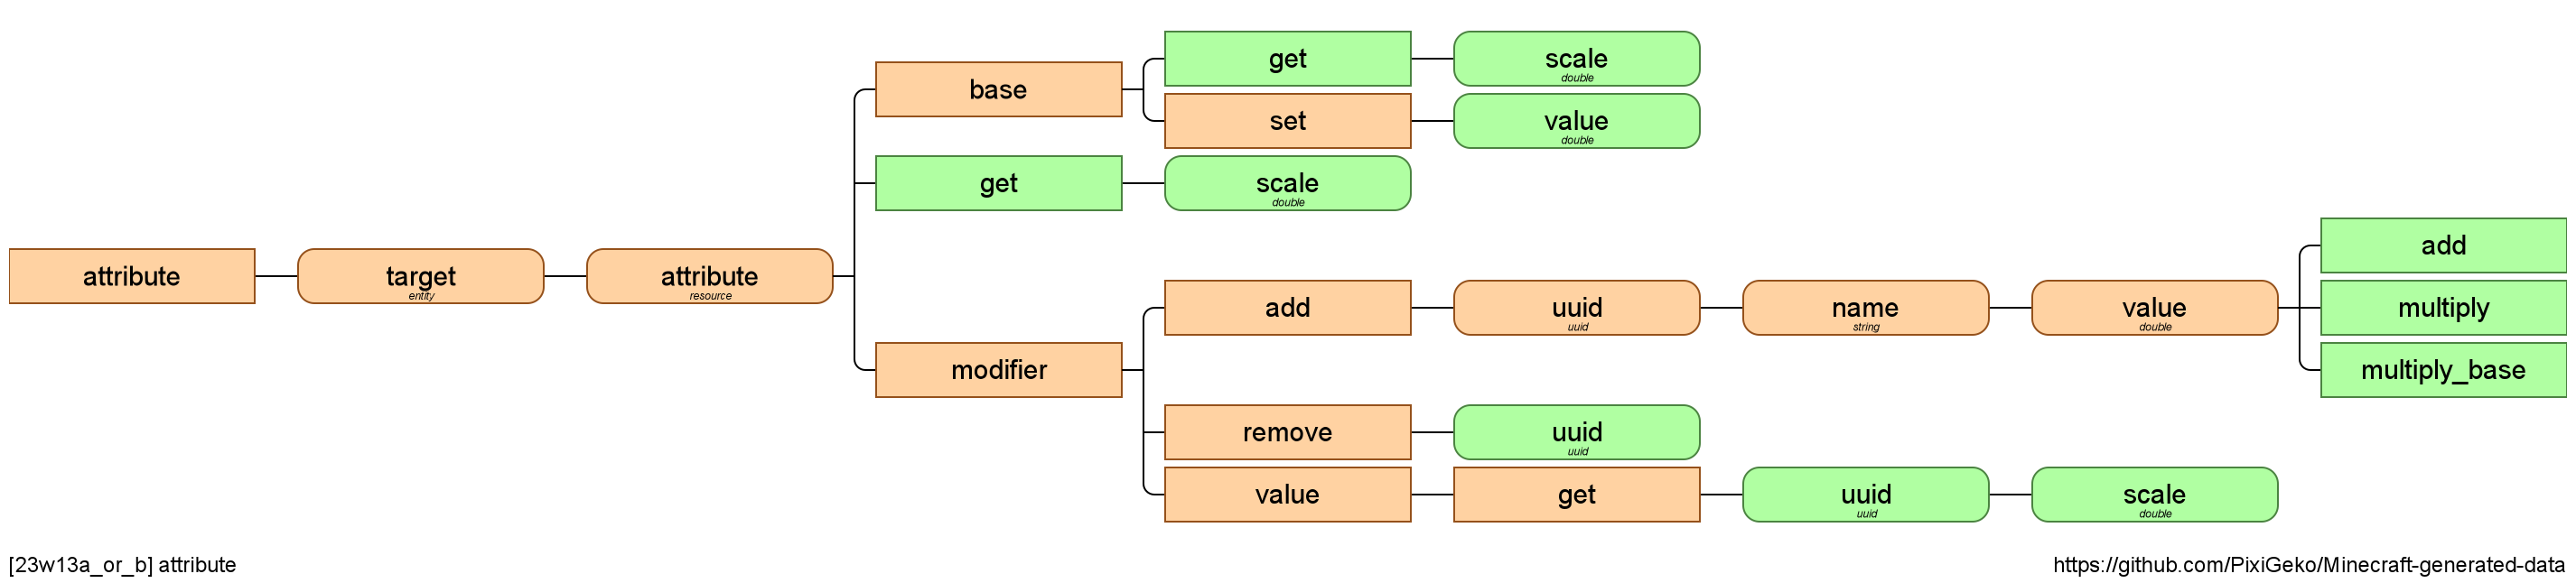 get
scale
double
base
set
value
double
get
scale
double
attribute
target
entity
attribute
resource
add
modifier
add
uuid
uuid
name
string
value
double
multiply
multiply_base
remove
uuid
uuid
value
get
uuid
uuid
scale
double
[23w13a_or_b] attribute
https://github.com/PixiGeko/Minecraft-generated-data